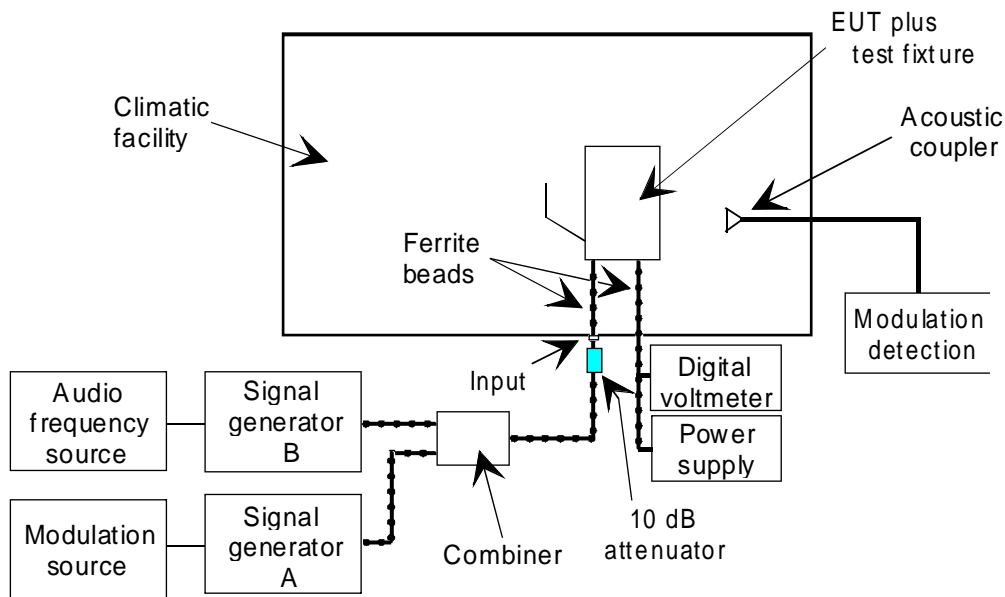 EUT plus
test fixture
Climatic
facility
Acoustic
coupler
Ferrite
beads
Modulation
detection
Input
Digital
voltmeter
Audio
frequency
source
Signal
generator
B
Power
supply
Modulation
source
Signal
generator
A
Combiner
10 dB
attenuator